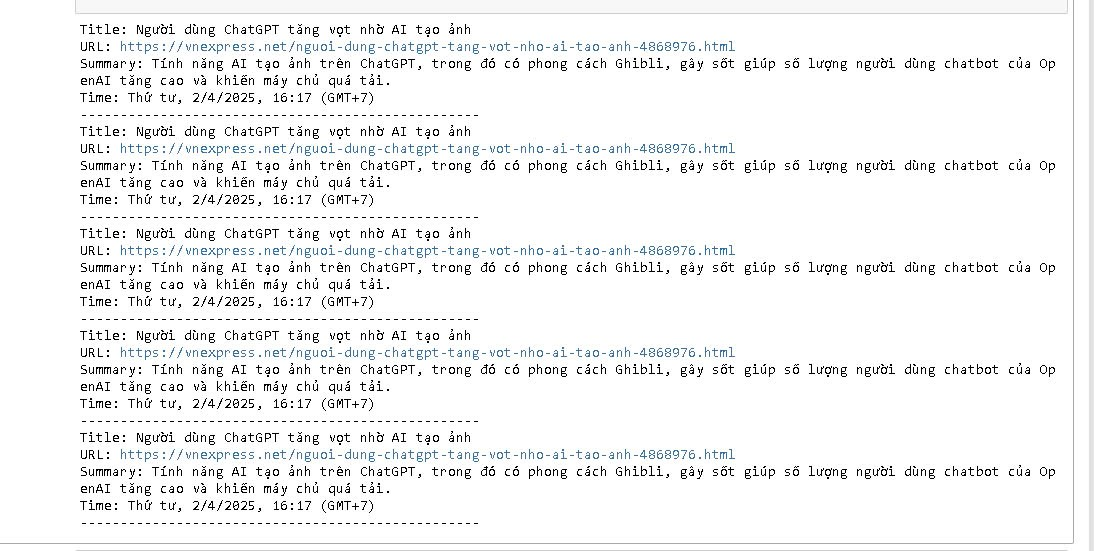 Title: Người dùng ChatGPT tăng vọt nhờ AI tạo ảnh
URL: https://vnexpress.net/nguoi-dung-chatgpt-tang-vot-nho-ai-tao-anh-4868976.html
Summary: Tính năng AI tạo ảnh trên ChatGPT, trong đó có phong cách Ghibli, gây sốt giúp số lượng người dùng chatbot của Op
enAI tăng cao và khiến máy chủ quá tải.
Time: Thứ tư, 2/4/2025, 16:17 (GMT+7)
--------------------------------------------------
Title: Người dùng ChatGPT tăng vọt nhờ AI tạo ảnh
URL: https://vnexpress.net/nguoi-dung-chatgpt-tang-vot-nho-ai-tao-anh-4868976.html
Summary: Tính năng AI tạo ảnh trên ChatGPT, trong đó có phong cách Ghibli, gây sốt giúp số lượng người dùng chatbot của Op
enAI tăng cao và khiến máy chủ quá tải.
Time: Thứ tư, 2/4/2025, 16:17 (GMT+7)
--------------------------------------------------
Title: Người dùng ChatGPT tăng vọt nhờ AI tạo ảnh
URL: https://vnexpress.net/nguoi-dung-chatgpt-tang-vot-nho-ai-tao-anh-4868976.html
Summary: Tính năng AI tạo ảnh trên ChatGPT, trong đó có phong cách Ghibli, gây sốt giúp số lượng người dùng chatbot của Op
enAI tăng cao và khiến máy chủ quá tải.
Time: Thứ tư, 2/4/2025, 16:17 (GMT+7)
--------------------------------------------------
Title: Người dùng ChatGPT tăng vọt nhờ AI tạo ảnh
URL: https://vnexpress.net/nguoi-dung-chatgpt-tang-vot-nho-ai-tao-anh-4868976.html
Summary: Tính năng AI tạo ảnh trên ChatGPT, trong đó có phong cách Ghibli, gây sốt giúp số lượng người dùng chatbot của Op
enAI tăng cao và khiến máy chủ quá tải.
Time: Thứ tư, 2/4/2025, 16:17 (GMT+7)
--------------------------------------------------
Title: Người dùng ChatGPT tăng vọt nhờ AI tạo ảnh
URL: https://vnexpress.net/nguoi-dung-chatgpt-tang-vot-nho-ai-tao-anh-4868976.html
Summary: Tính năng AI tạo ảnh trên ChatGPT, trong đó có phong cách Ghibli, gây sốt giúp số lượng người dùng chatbot của Op
enAI tăng cao và khiến máy chủ quá tải.
Time: Thứ tư, 2/4/2025, 16:17 (GMT+7)
--------------------------------------------------